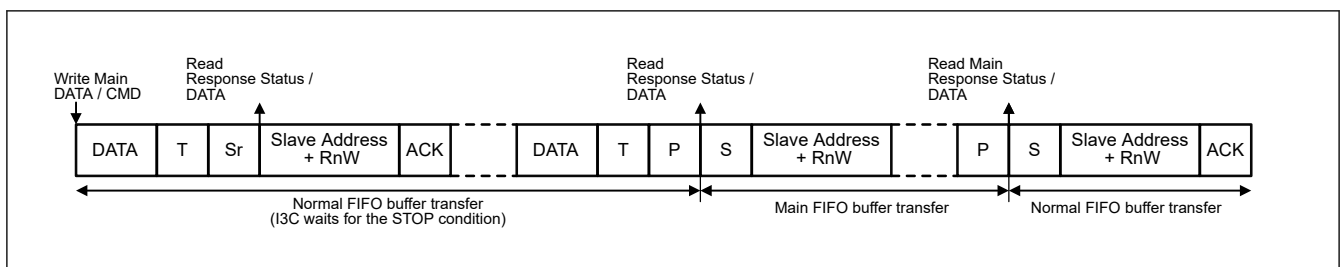 Write Main
DATA / CMD
Read
Response Status /
DATA
Read
Response Status /
DATA
Read Main
Response Status /
DATA
DATA
T
Sr
Slave Address
+ RnW
ACK
DATA
T
P
S
Slave Address
+ RnW
P
S
Slave Address
+ RnW
ACK
Normal FIFO buffer transfer
(I3C waits for the STOP condition)
Main FIFO buffer transfer
Normal FIFO buffer transfer